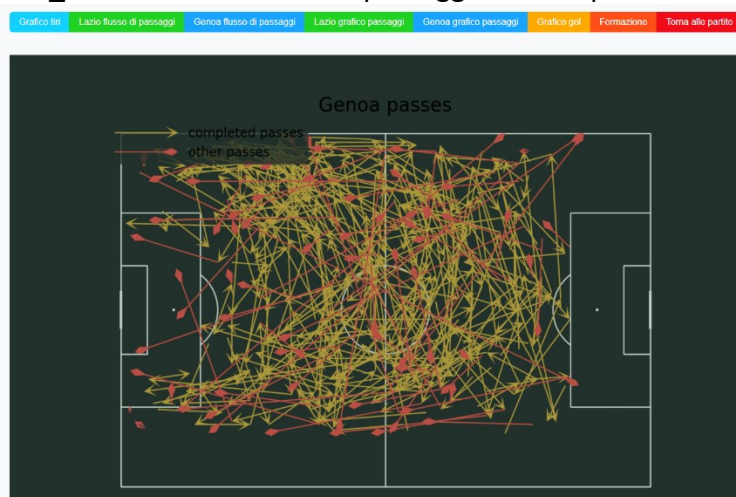 Grafico tiri Lazio flusso di passaggi Genoa flusso di passaggi Lazio grafico passaggi Genoa grafico passaggi Grafico gol Formazione Torna alle partite
Genoa passes
completed passes
other passes